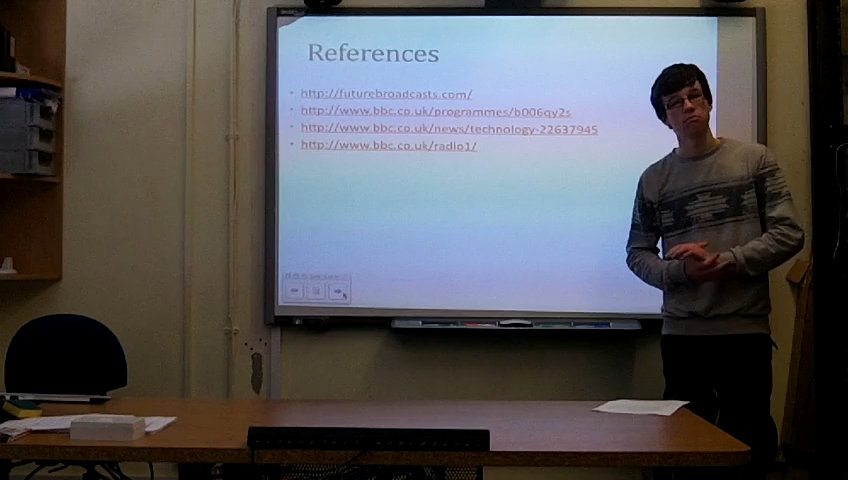 References
http://futurebroadcasts.com/
http://www.bbc.co.uk/programmes/b006qy2s
http://www.bbc.co.uk/news/technology-22637945
http://www.bbc.co.uk/radio1/